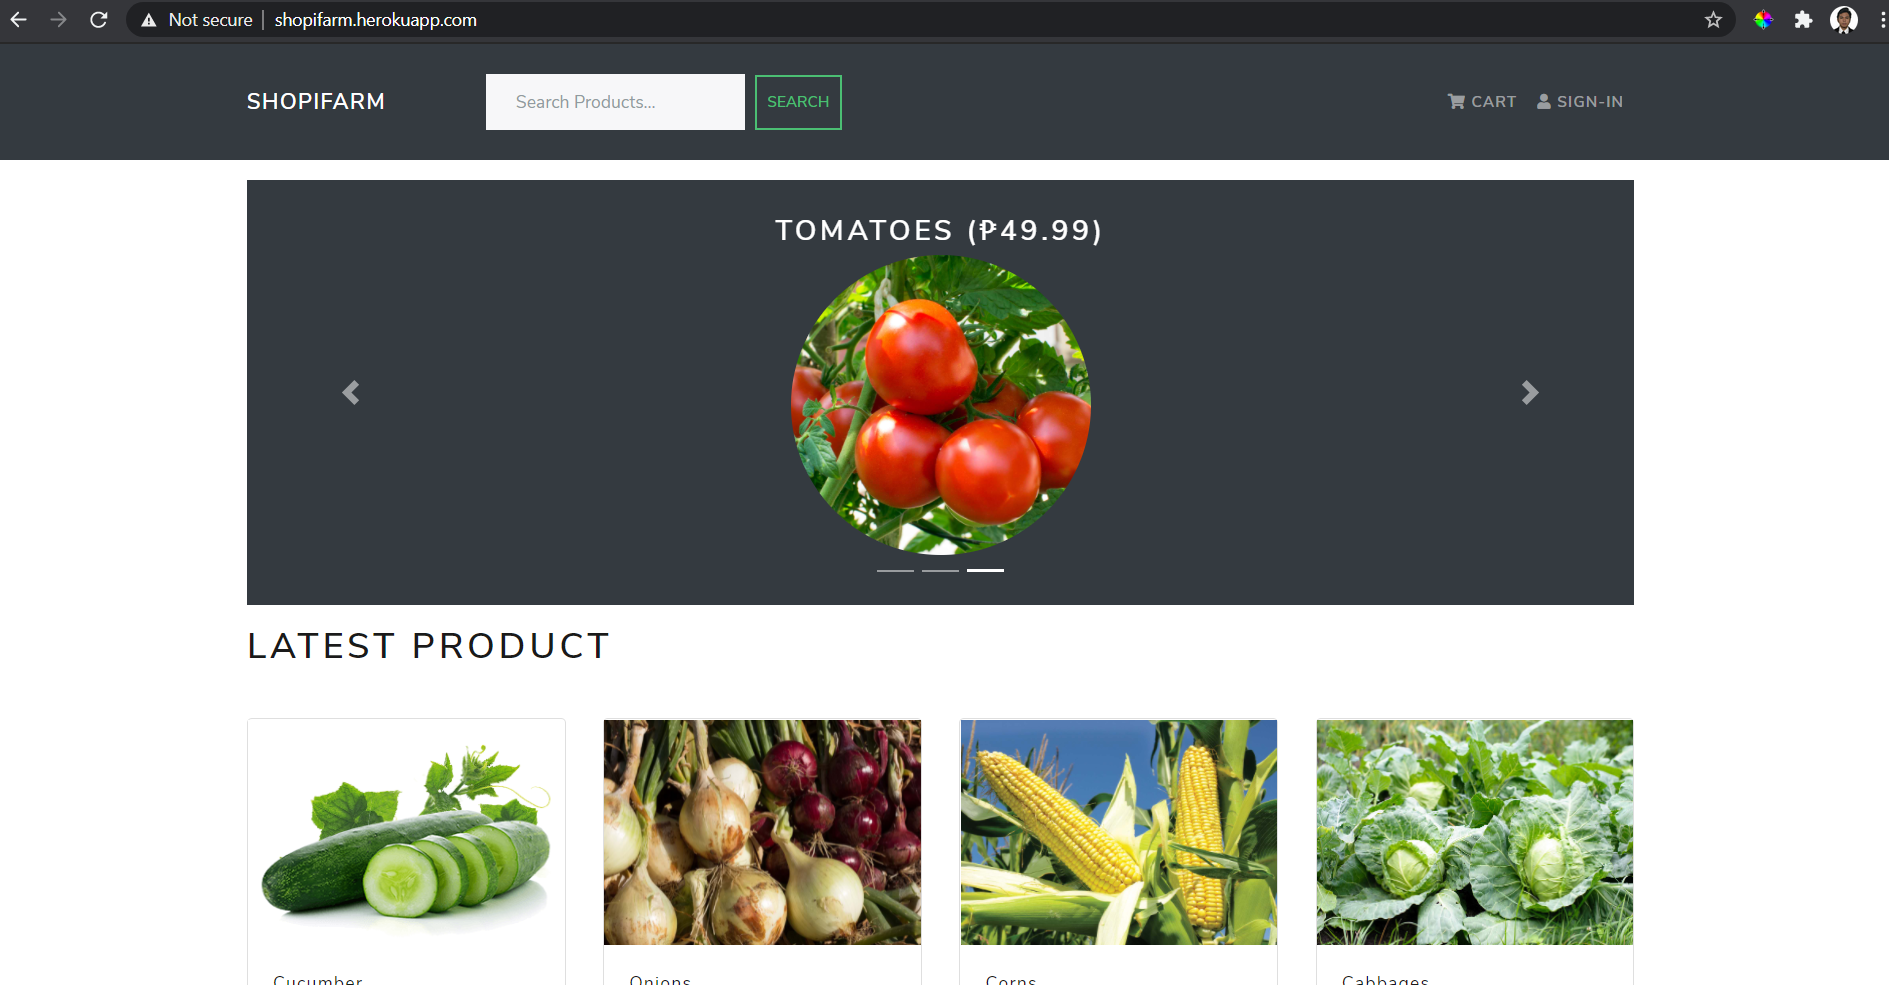 Not secure | shopifarm.herokuapp.com
SHOPIFARM
Search Products...
SEARCH
CART
SIGN-IN
TOMATOES (₱49.99)
LATEST PRODUCT
Cucumber
Onions
Corns
Cabbages